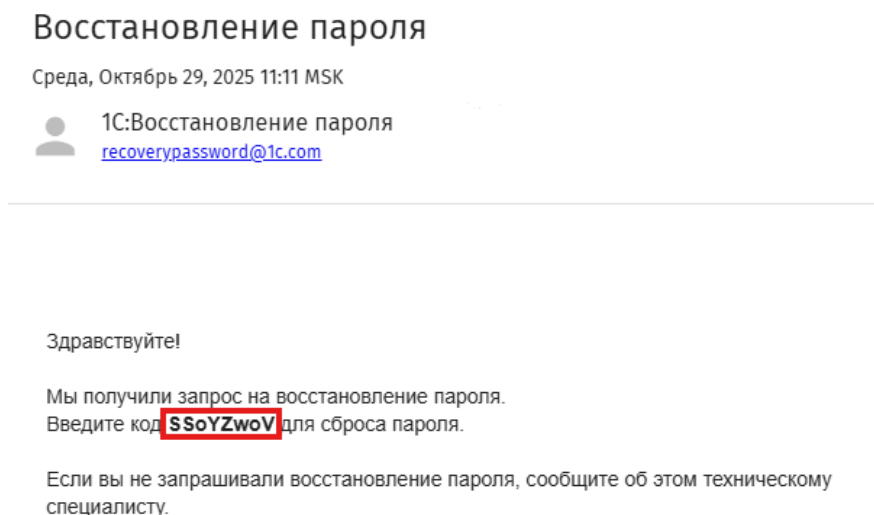 Восстановление пароля
Среда, Октябрь 29, 2025 11:11 MSK
1С:Восстановление пароля
recoverypassword@1c.com
Здравствуйте!
Мы получили запрос на восстановление пароля.
Введите код SSoYZwoV для сброса пароля.
Если вы не запрашивали восстановление пароля, сообщите об этом техническому
специалисту.